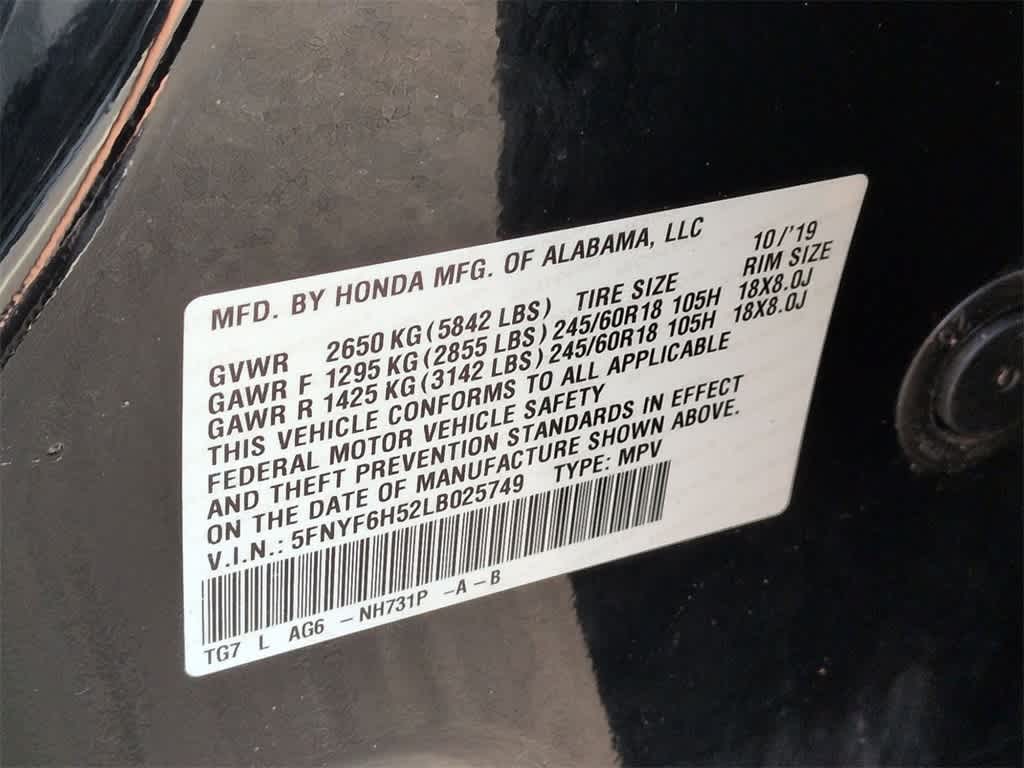 MFD. BY HONDA MFG. OF ALABAMA, LLC 10/'19
GVWR 2650 KG (5842 LBS) TIRE SIZE RIM SIZE
GAWR F 1295 KG (2855 LBS) 245/60R18 105H 18X8.0J
GAWR R 1425 KG (3142 LBS) 245/60R18 105H 18X8.0J
THIS VEHICLE CONFORMS TO ALL APPLICABLE
FEDERAL MOTOR VEHICLE SAFETY
AND THEFT PREVENTION STANDARDS IN EFFECT
ON THE DATE OF MANUFACTURE SHOWN ABOVE.
V.I.N.: 5FNYF6H52LB025749 TYPE: MPV
TG7 L AG6 - NH731P -A-B